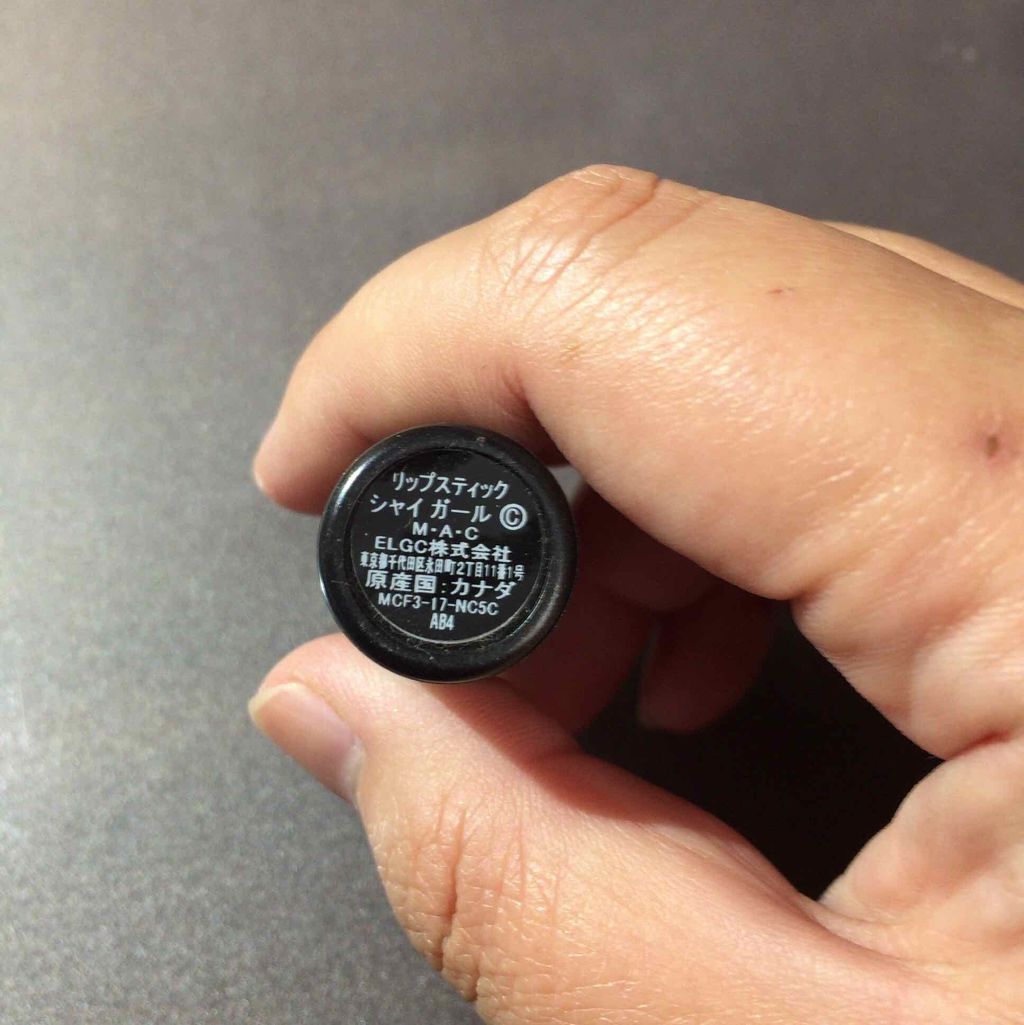 リップスティック
シャイ ガール Ⓒ
M·A·C
ELGC株式会社
東京都千代田区永田町2丁目11番1号
原産国:カナダ
MCF3-17-NC5C
AB4